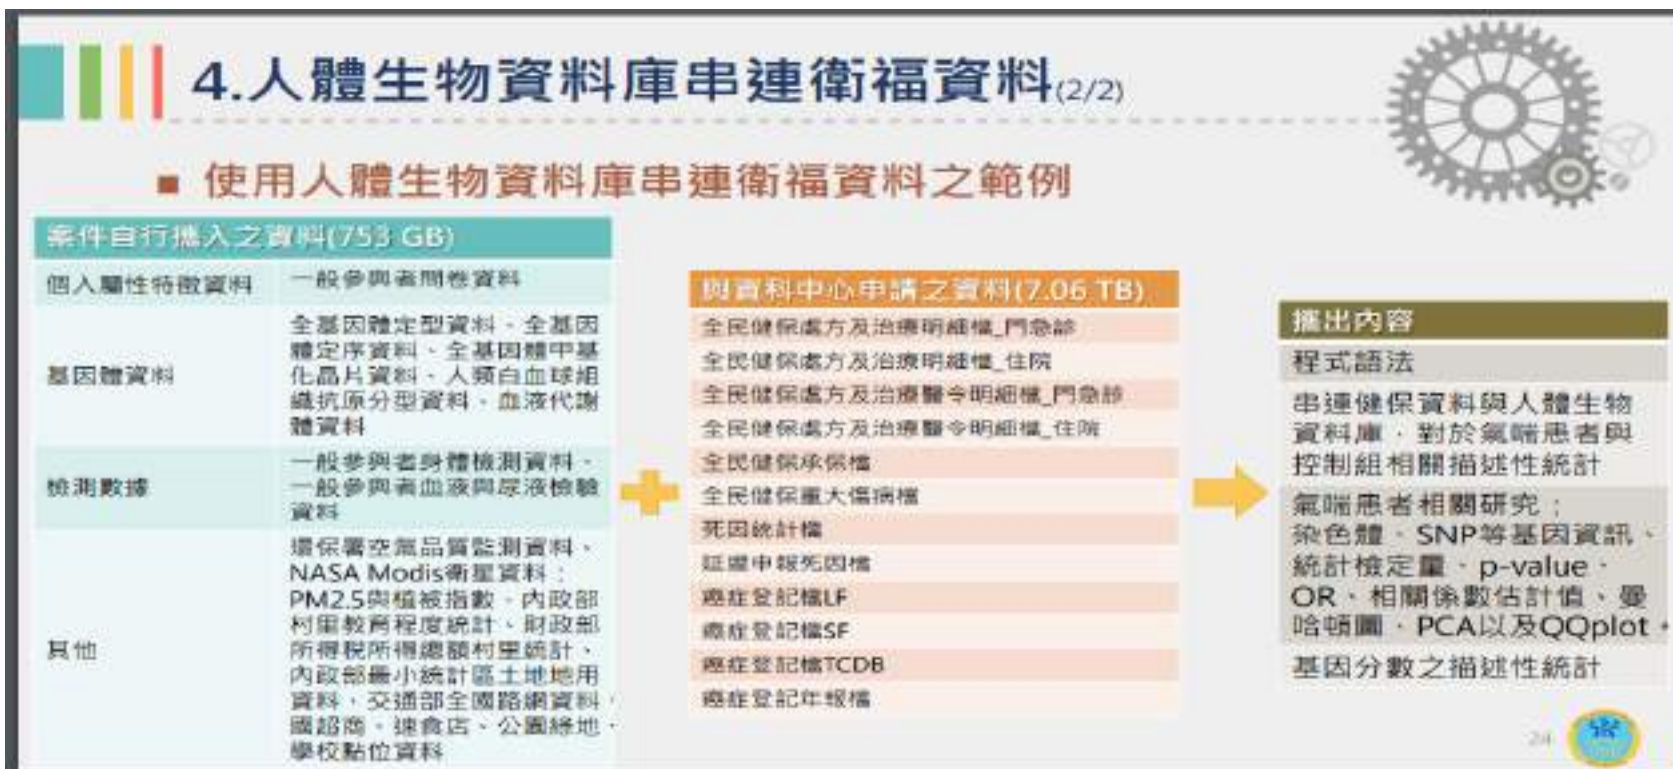 4.人體生物資料庫串連衛福資料(2/2)
■ 使用人體生物資料庫串連衛福資料之範例
案件自行攜入之資料(753 GB)
個人屬性特徵資料
一般參與者問卷資料
基因體資料
全基因體定型資料、全基因
體定序資料、全基因體甲基
化晶片資料、人類白血球組
織抗原分型資料、血液代謝
體資料
檢測數據
一般參與者身體檢測資料、
一般參與者血液與尿液檢驗
資料
其他
環保署空氣品質監測資料、
NASA Modis衛星資料：
PM2.5與植被指數、內政部
村里教育程度統計、財政部
所得稅所得總額村里統計、
內政部最小統計區土地地用
資料、交通部全國路網資料，
國超商、速食店、公園綠地、
學校點位資料
與資科中心申請之資料(7.06 TB)
全民健保處方及治療明細檔_門急診
全民健保處方及治療明細檔_住院
全民健保處方及治療醫令明細檔_門急診
全民健保處方及治療醫令明細檔_住院
全民健保承保檔
全民健保重大傷病檔
死因統計檔
延遲申報死因檔
癌症登記檔LF
癌症登記檔SF
癌症登記檔TCDB
癌症登記年報檔
攜出內容
程式語法
串連健保資料與人體生物
資料庫，對於氣喘患者與
控制組相關描述性統計
氣喘患者相關研究：
染色體、SNP等基因資訊、
統計檢定量、p-value、
OR、相關係數估計值、曼
哈頓圖、PCA以及QQplot。
基因分數之描述性統計
24